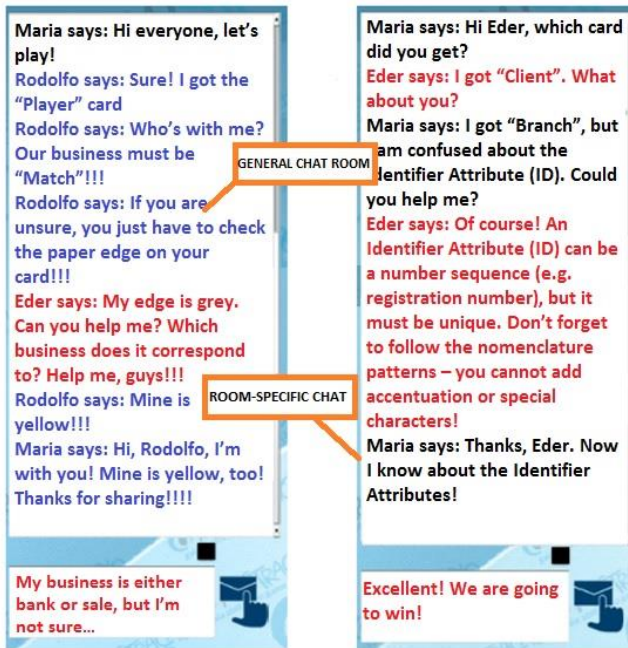 Maria says: Hi everyone, let's
play!
Rodolfo says: Sure! I got the
"Player" card
Rodolfo says: Who's with me?
Our business must be
"Match"!!!
Rodolfo says: If you are
unsure, you just have to check
the paper edge on your
card!!!
Eder says: My edge is grey.
Can you help me? Which
business does it correspond
to? Help me, guys!!!
Rodolfo says: Mine is
yellow!!!
Maria says: Hi, Rodolfo, I'm
with you! Mine is yellow, too!
Thanks for sharing!!!!
My business is either
bank or sale, but I'm
not sure...
GENERAL CHAT ROOM
ROOM-SPECIFIC CHAT
Maria says: Hi Eder, which card
did you get?
Eder says: I got "Client". What
about you?
Maria says: I got "Branch", but
am confused about the
dentifier Attribute (ID). Could
you help me?
Eder says: Of course! An
Identifier Attribute (ID) can be
a number sequence (e.g.
registration number), but it
must be unique. Don't forget
to follow the nomenclature
patterns – you cannot add
accentuation or special
characters!
Maria says: Thanks, Eder. Now
I know about the Identifier
Attributes!
Excellent! We are going
to win!